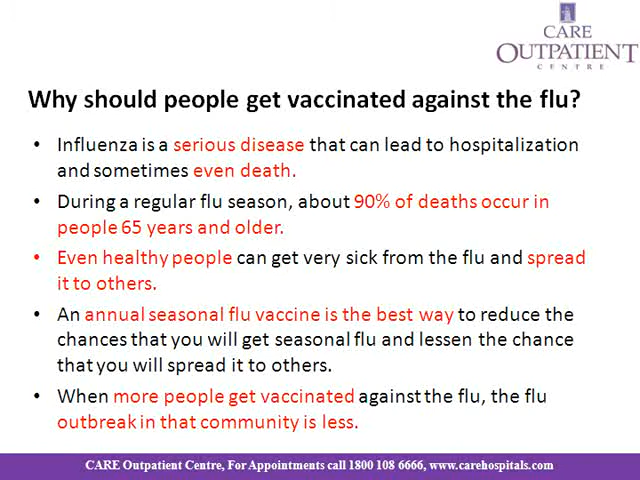 CARE
OUTPATIENT
CENTRE
Why should people get vaccinated against the flu?
• Influenza is a serious disease that can lead to hospitalization
and sometimes even death.
• During a regular flu season, about 90% of deaths occur in
people 65 years and older.
• Even healthy people can get very sick from the flu and spread
it to others.
• An annual seasonal flu vaccine is the best way to reduce the
chances that you will get seasonal flu and lessen the chance
that you will spread it to others.
• When more people get vaccinated against the flu, the flu
outbreak in that community is less.
CARE Outpatient Centre, For Appointments call 1800 108 6666, www.carehospitals.com